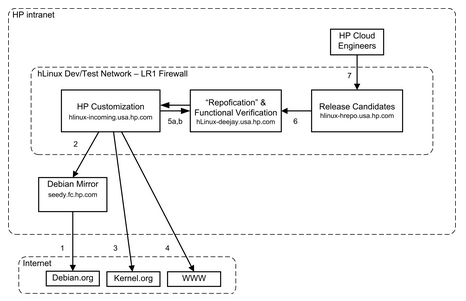 HP intranet
HP Cloud
Engineers
hLinux Dev/Test Network – LR1 Firewall
7
HP Customization
hlinux-incoming.usa.hp.com
5a,b
“Repofication” &
Functional Verification
hLinux-deejay.usa.hp.com
6
Release Candidates
hlinux-hrepo.usa.hp.com
2
Debian Mirror
seedy.fc.hp.com
1
3
4
Internet
Debian.org
Kernel.org
WWW